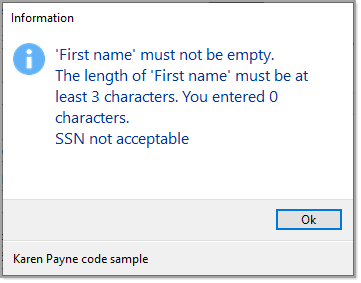 Information
'First name' must not be empty.
The length of 'First name' must be at
least 3 characters. You entered 0
characters.
SSN not acceptable
Ok
Karen Payne code sample